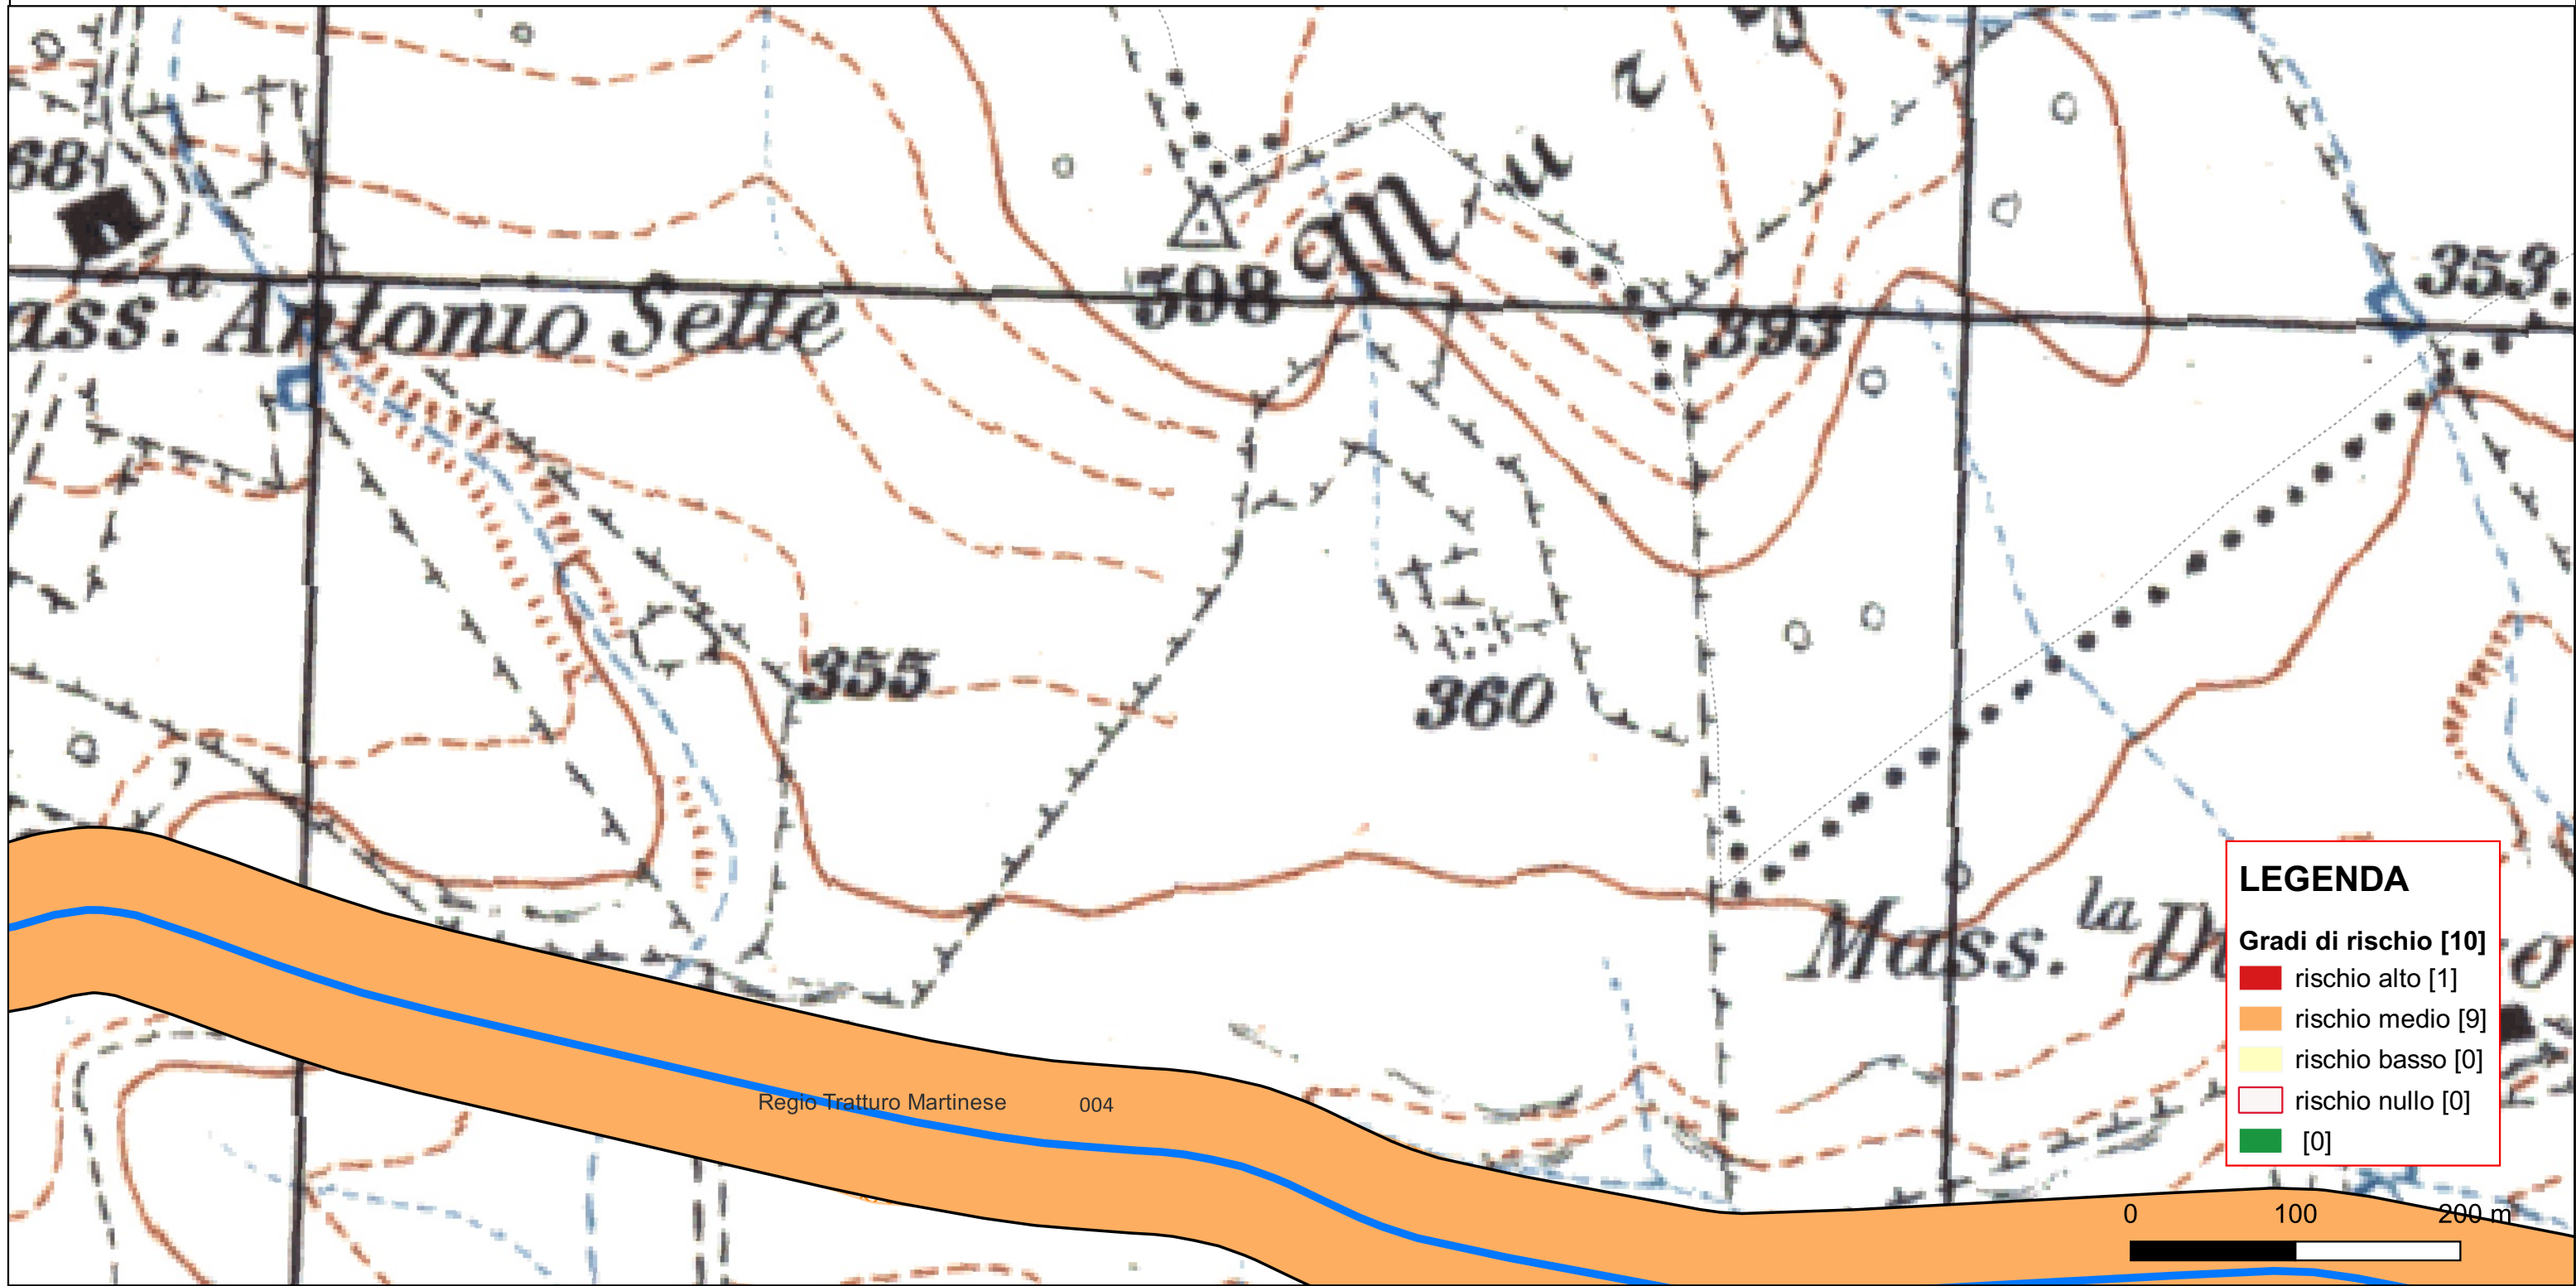 68
ass.ª Antonio Sette
398
M u r g
393
353.
355
360
Mass. la D
o
Regio Tratturo Martinese 004
LEGENDA
Gradi di rischio [10]
rischio alto [1]
rischio medio [9]
rischio basso [0]
rischio nullo [0]
[0]
0 100 200 m